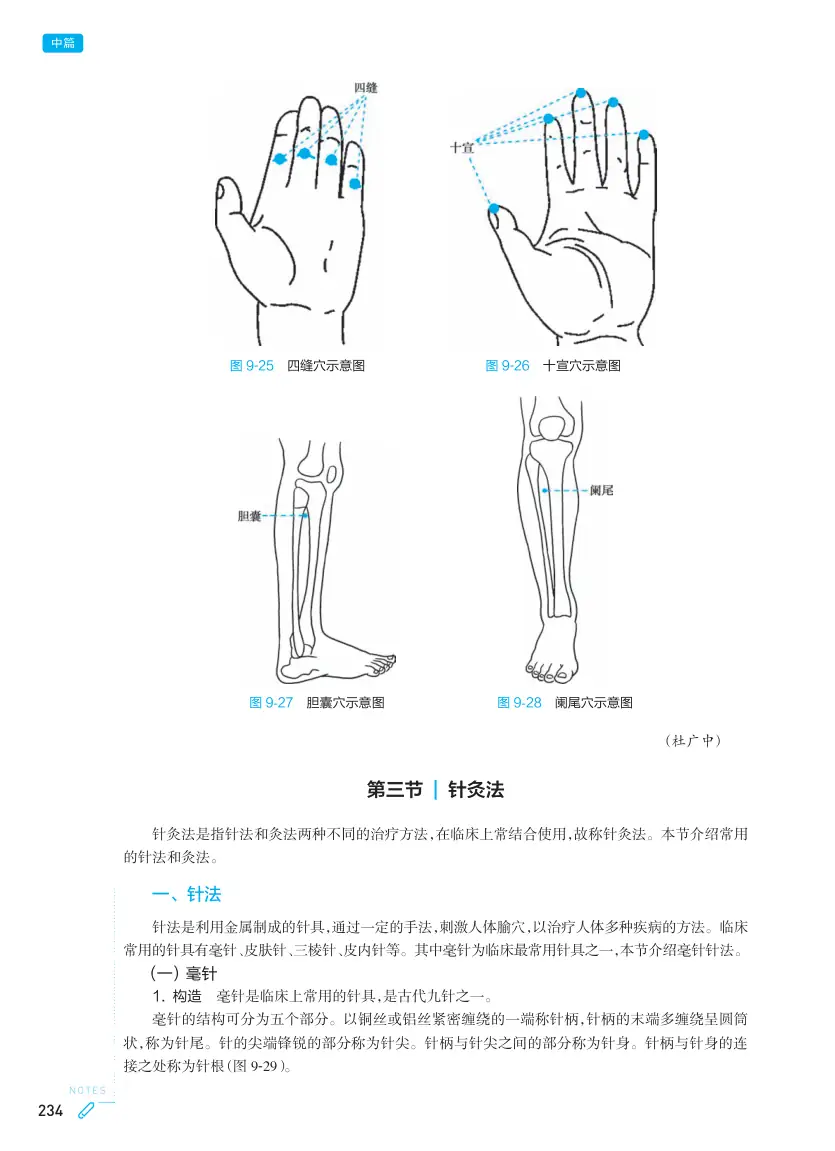 中篇
四缝
十宣
图 9-25 四缝穴示意图
图 9-26 十宣穴示意图
胆囊
阑尾
图 9-27 胆囊穴示意图
图 9-28 阑尾穴示意图
（杜广中）
第三节 | 针灸法
针灸法是指针法和灸法两种不同的治疗方法，在临床上常结合使用，故称针灸法。本节介绍常用
的针法和灸法。
一、针法
针法是利用金属制成的针具，通过一定的手法，刺激人体腧穴，以治疗人体多种疾病的方法。临床
常用的针具有毫针、皮肤针、三棱针、皮内针等。其中毫针为临床最常用针具之一，本节介绍毫针针法。
（一）毫针
1. 构造 毫针是临床上常用的针具，是古代九针之一。
毫针的结构可分为五个部分。以铜丝或铝丝紧密缠绕的一端称针柄，针柄的末端多缠绕呈圆筒
状，称为针尾。针的尖端锋锐的部分称为针尖。针柄与针尖之间的部分称为针身。针柄与针身的连
接之处称为针根（图 9-29）。
NOTES
234